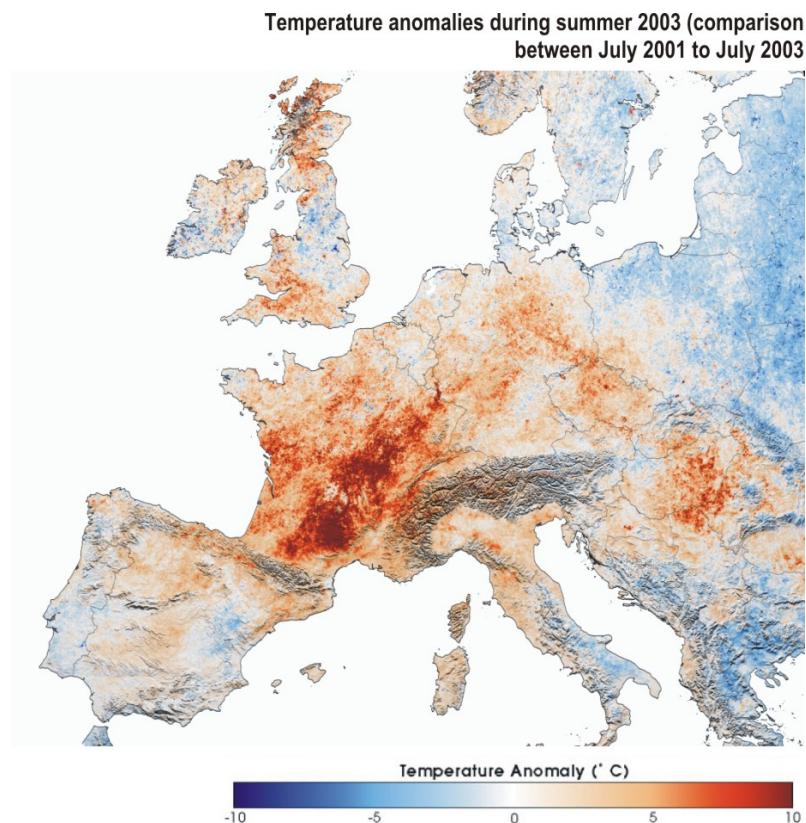 Temperature anomalies during summer 2003 (comparison
between July 2001 to July 2003
Temperature Anomaly (° C)
-10 -5 0 5 10